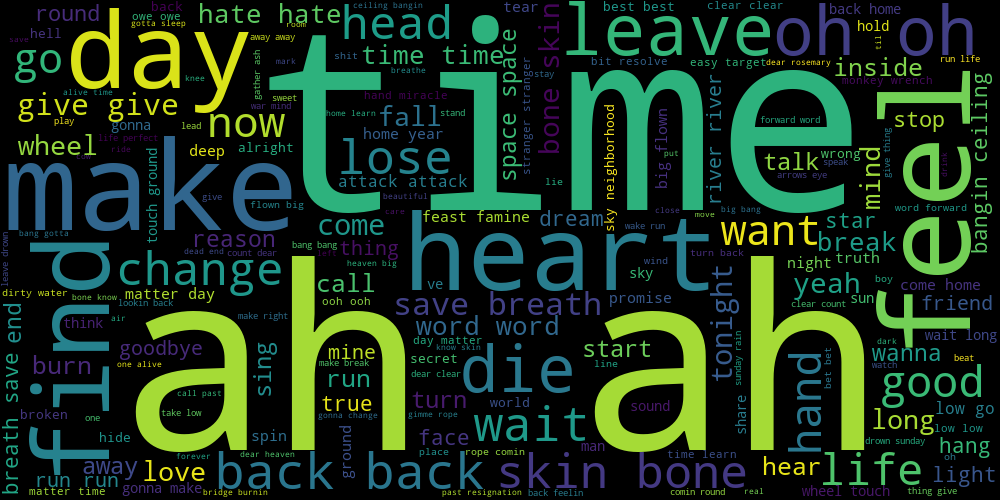 round
back
owe owe
gotta sleep
hate hate
room
ceiling bangin
head
tear
best best
clear clear
back home
hold
till
hell
day
away away
shit
time time
skin
leave
oh oh
run life
go
gather ash
mark
bit resolve
easy target
dear rosemary
inside
save
alive time
knee
sweet
breathe
stay
space space
monkey wrench
give give
war mind
hand miracle
time
play
gonna
lead
now
home learn
fall
stand
stranger stranger
bone skin
big flown
river river
forward word
stop
life perfect
ride
wheel
deep
alright
home year
lose
put
talk
wrong
speak
mind
give thing
drink
feel
bangin ceiling
make
touch ground
give
attack attack
lie
sky neighborhood
arrows eye
beautiful
flown big
care
feast famine
dream
close
move
big bang
want
star
word forward
bang gotta
reason
come
wake run
turn back
break
leave drown
find
dead end
count dear
bang bang
thing
heart
wind
night
truth
change
heaven big
left
call
sky
boy
yeah
come home
dirty water
bone know
matter day
ve
promise
lookin back
ooh ooh
save breath
clear count
sun
friend
air
make right
think
word word
tonight
day matter
dark
wait long
one alive
goodbye
mine
make break
secret
know skin
start
line
wanna
watch
beat
burn
sing
run
dear clear
die
bet bet
good
call past
turn
world
sunday rain
hand
breath save end
broken
one
take low
true
gonna change
gimme rope
sound
share
low go
ah ah
wait
long
low low
hide
spin
face
place
rope comin
man
drown sunday
hang
oh
forever
ground
time learn
away
love
dear heaven
hear
life
light
run run
gonna make
back back
skin bone
matter time
bridge burnin
past resignation
back feelin
comin round
real
wheel touch
thing give